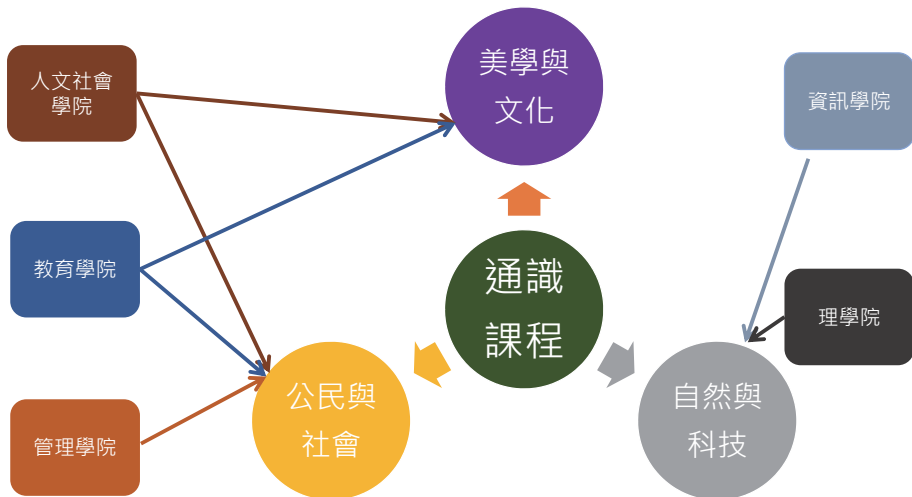 人文社會
學院
美學與
文化
資訊學院
教育學院
通識
課程
理學院
管理學院
公民與
社會
自然與
科技